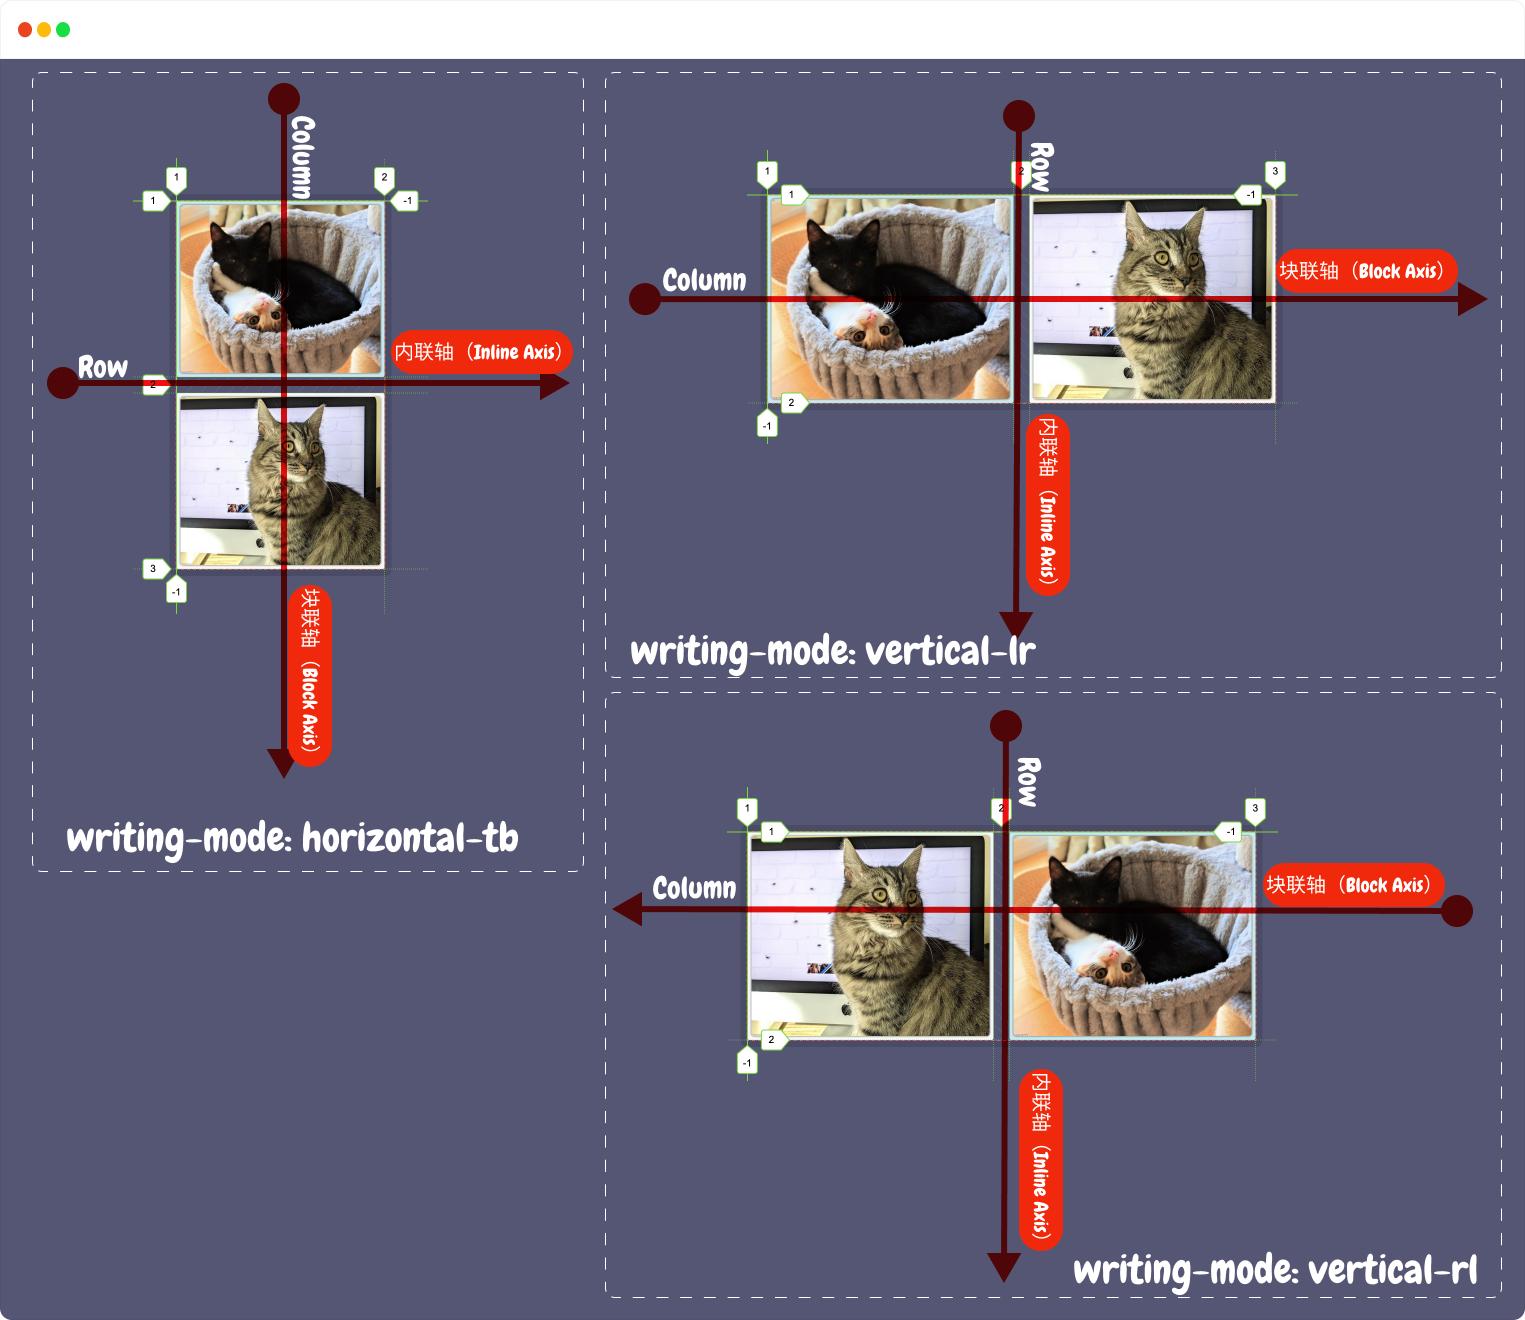 Column
1
2
1
-1
Row
内联轴（Inline Axis）
2
3
-1
块联轴（Block Axis）
writing-mode: horizontal-tb
Row
1
2
3
1
-1
Column
块联轴（Block Axis）
2
-1
内联轴（Inline Axis）
writing-mode: vertical-lr
Row
1
2
3
1
-1
Column
块联轴（Block Axis）
2
-1
内联轴（Inline Axis）
writing-mode: vertical-rl